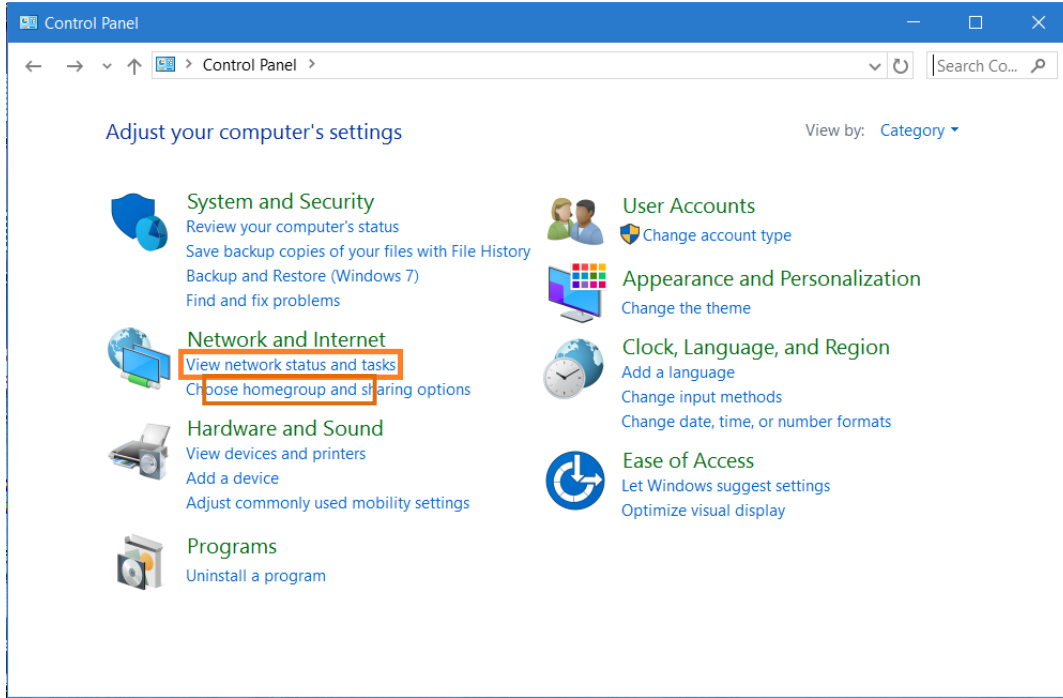 Control Panel
Control Panel
Search Co...
Adjust your computer's settings
View by: Category
System and Security
Review your computer's status
Save backup copies of your files with File History
Backup and Restore (Windows 7)
Find and fix problems
Network and Internet
View network status and tasks
Choose homegroup and sharing options
Hardware and Sound
View devices and printers
Add a device
Adjust commonly used mobility settings
Programs
Uninstall a program
User Accounts
Change account type
Appearance and Personalization
Change the theme
Clock, Language, and Region
Add a language
Change input methods
Change date, time, or number formats
Ease of Access
Let Windows suggest settings
Optimize visual display